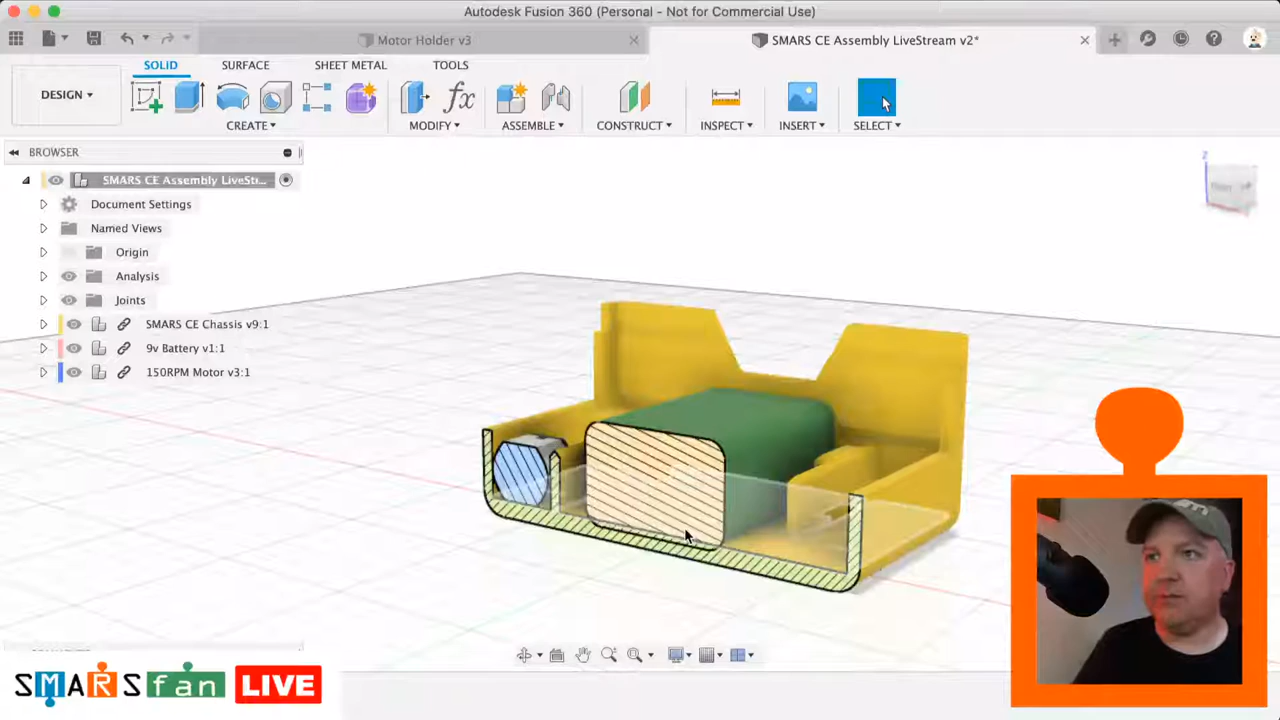 Autodesk Fusion 360 (Personal - Not for Commercial Use)
Motor Holder v3
SMARS CE Assembly LiveStream v2*
DESIGN
SOLID
SURFACE
SHEET METAL
TOOLS
CREATE
MODIFY
ASSEMBLE
CONSTRUCT
INSPECT
INSERT
SELECT
BROWSER
SMARS CE Assembly LiveStr...
Document Settings
Named Views
Origin
Analysis
Joints
SMARS CE Chassis v9:1
9v Battery v1:1
150RPM Motor v3:1
Z
SMARS fan LIVE